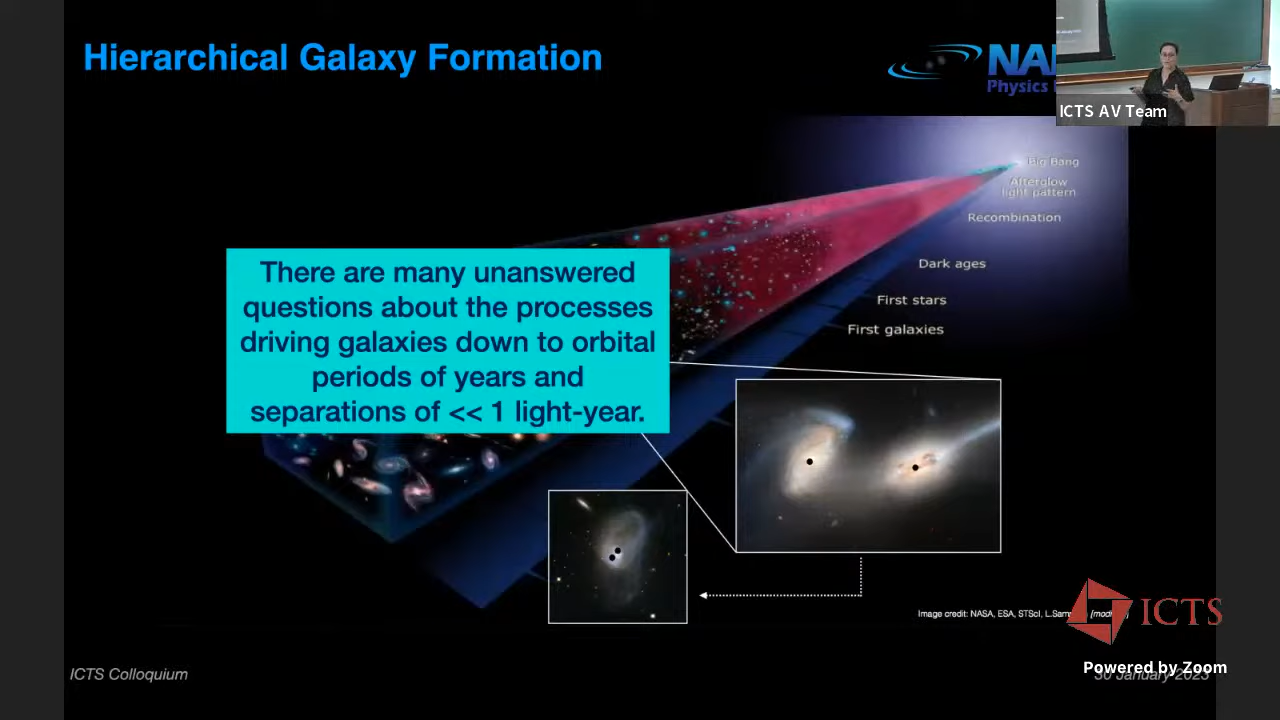 Hierarchical Galaxy Formation
Physics
ICTS AV Team
Big Bang
Afterglow
light pattern
Recombination
Dark ages
First stars
First galaxies
There are many unanswered
questions about the processes
driving galaxies down to orbital
periods of years and
separations of << 1 light-year.
Image credit: NASA, ESA, STScI,
ICTS
Powered by Zoom
ICTS Colloquium
30 January 2023